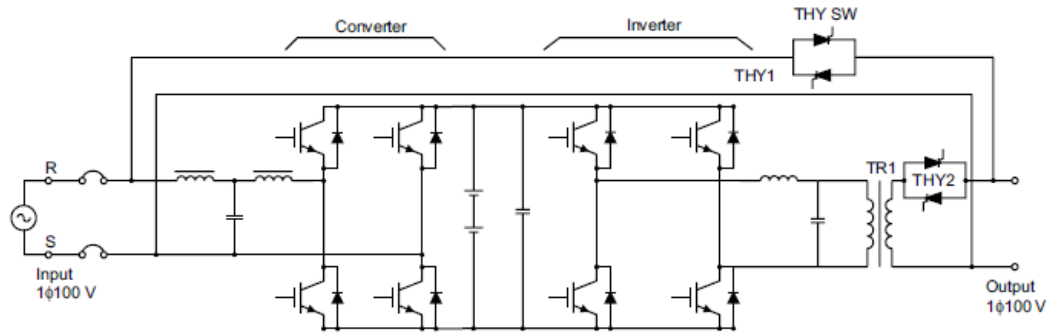 Converter
Inverter
THY SW
THY1
R
S
TR1
THY2
Input
1ϕ100 V
Output
1ϕ100 V